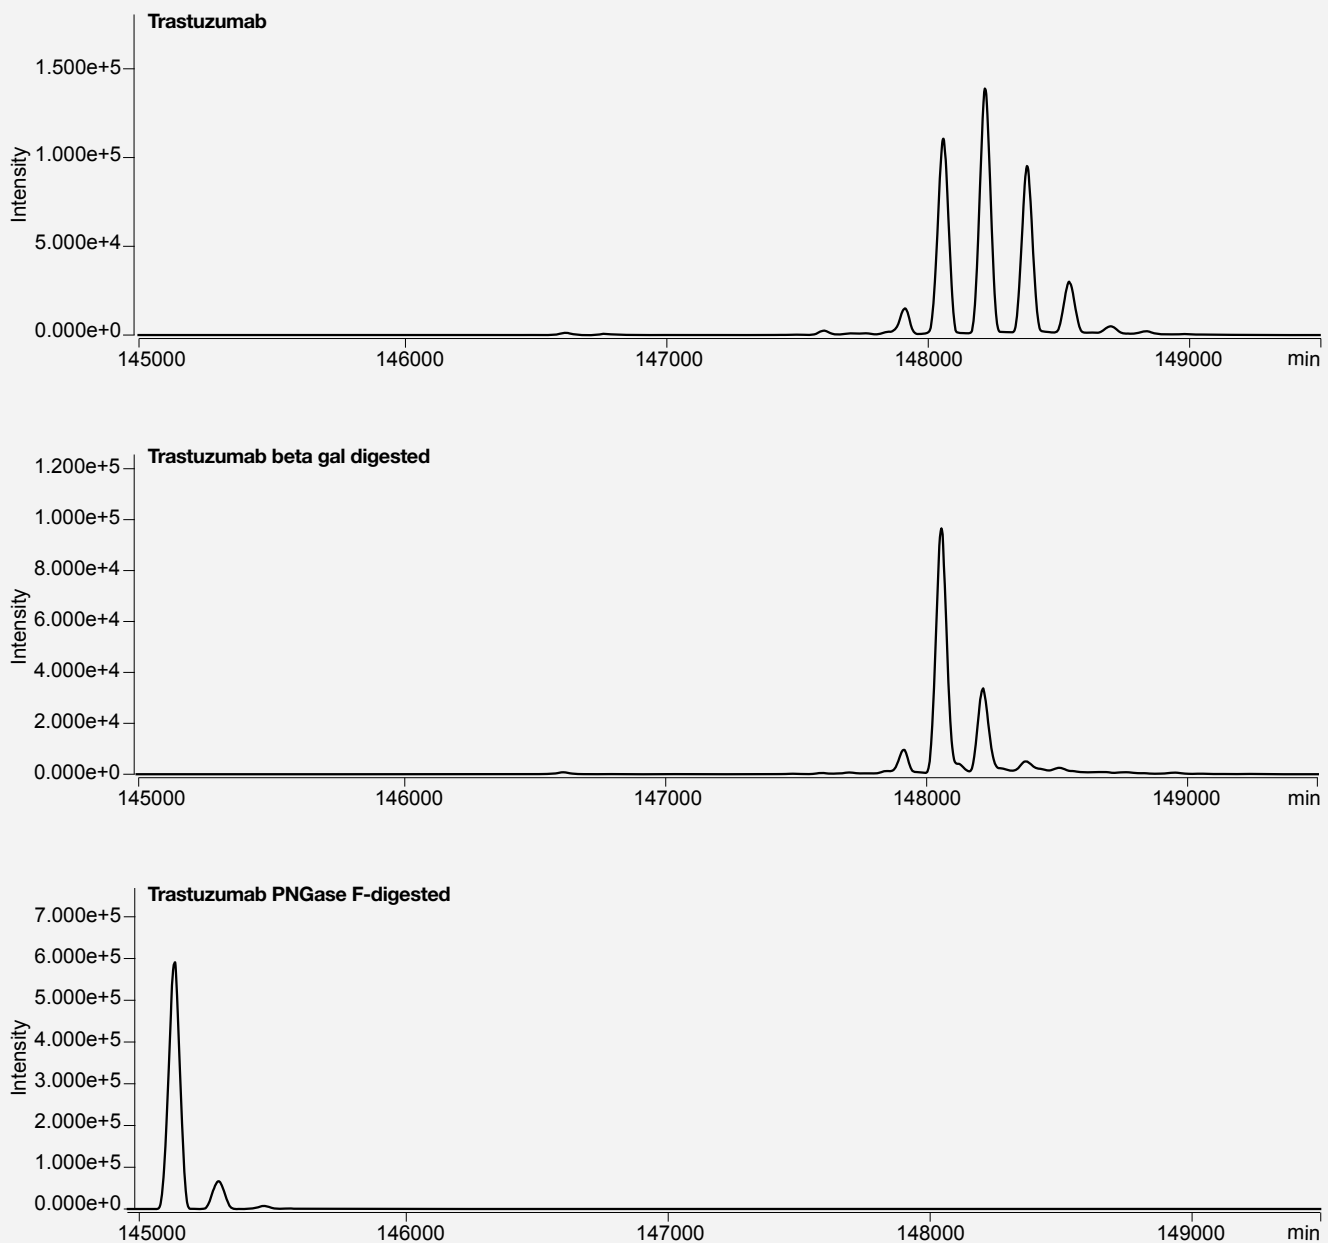 Trastuzumab
1.500e+5
1.000e+5
5.000e+4
0.000e+0
Intensity
145000 146000 147000 148000 149000 min
Trastuzumab beta gal digested
1.200e+5
1.000e+5
8.000e+4
6.000e+4
4.000e+4
2.000e+4
0.000e+0
Intensity
145000 146000 147000 148000 149000 min
Trastuzumab PNGase F-digested
7.000e+5
6.000e+5
5.000e+5
4.000e+5
3.000e+5
2.000e+5
1.000e+5
0.000e+0
Intensity
145000 146000 147000 148000 149000 min